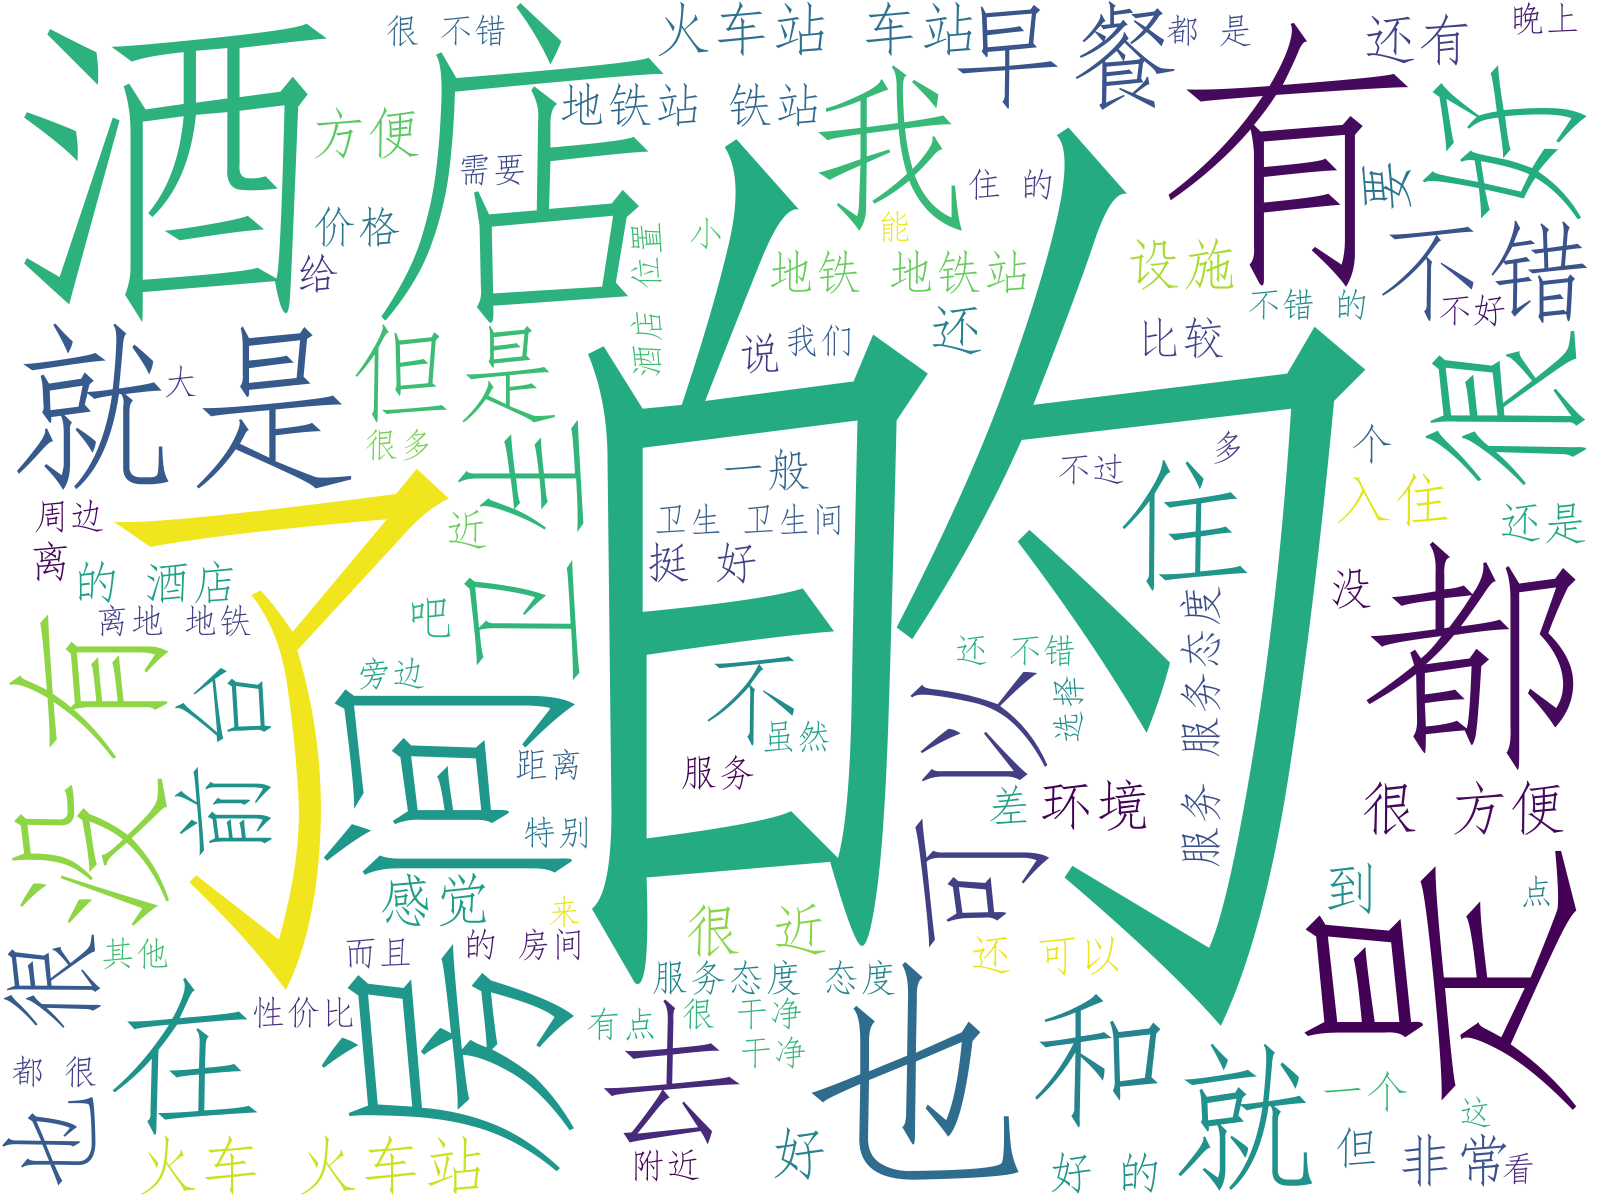 酒店
很 不错
火车站 车站
早餐
都 是
还有
晚上
方便
地铁站 铁站
我
有
很 好
需要
住 的
要
价格
给
酒店 位置
小
能
地铁 地铁站
设施
不错
不错 的
不好
就是
大
但是
很多
说
我们
还
比较
的
了
卫生
一般
卫生 卫生间
挺 好
不过
多
住
个
入住
还是
周边
离
近
的 酒店
离地 地铁
吧
没
都
没有
前台
旁边
房间
不
虽然
服务
还 不错
选择
可以
服务 服务态度
距离
特别
差
环境
很 方便
感觉
来
很 近
到
是
点
也 很
其他
而且
的 房间
性价比
服务态度 态度
还 可以
在
有点
很 干净
干净
去
也
和
就
都 很
一个
这
火车 火车站
附近
好
好 的
但
非常
看